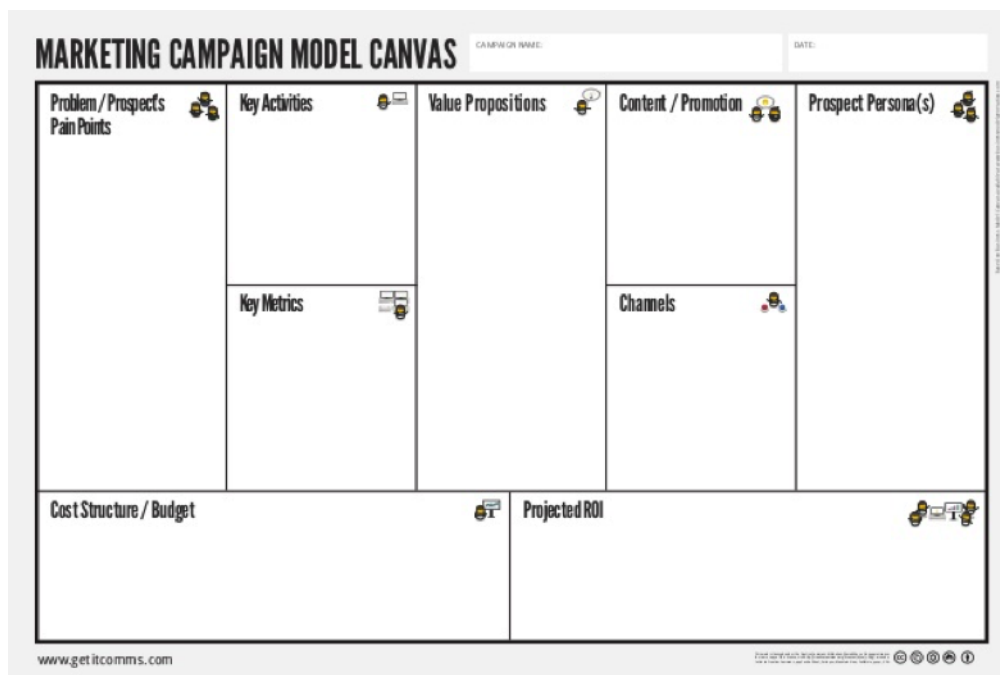 MARKETING CAMPAIGN MODEL CANVAS
CAMPAIGN NAME:
DATE:
Problem / Prospect's
Pain Points
Key Activities
Value Propositions
Content / Promotion
Prospect Persona(s)
Key Metrics
Channels
Cost Structure / Budget
Projected ROI
www.getitcomms.com